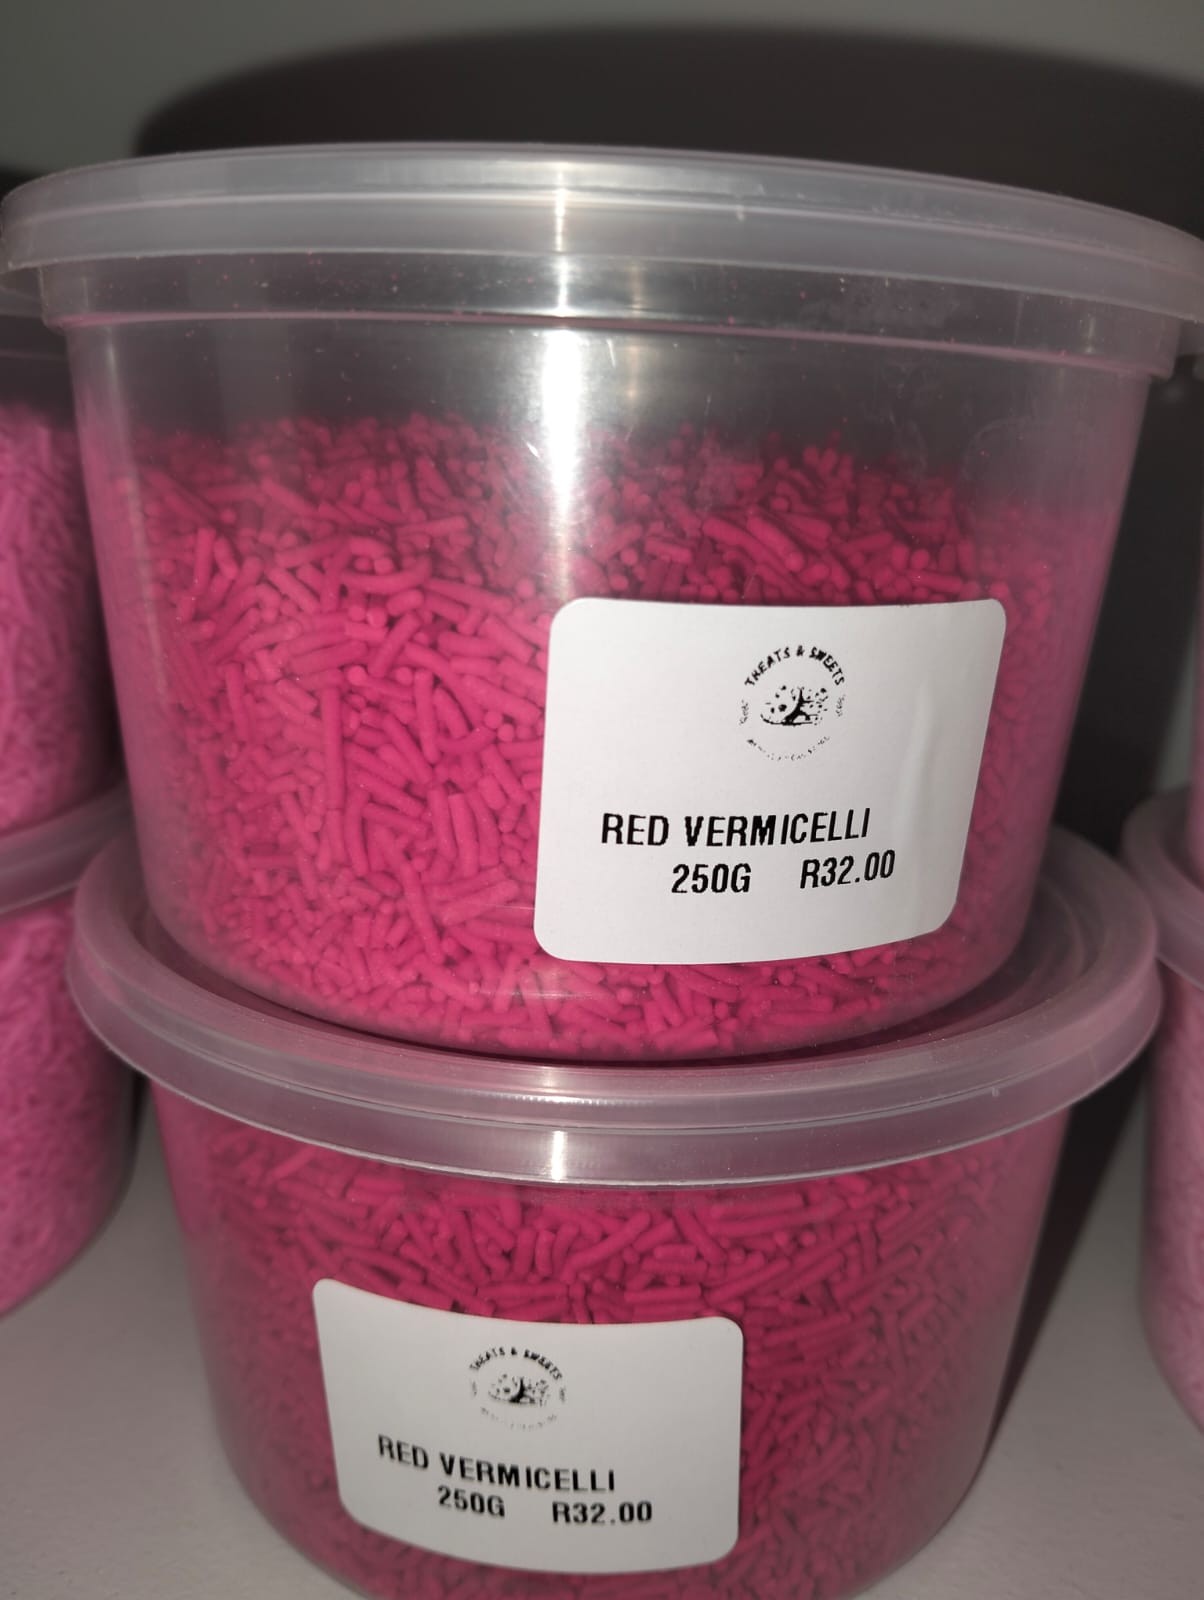 TREATS & SWEETS
RED VERMICELLI
250G R32.00
TREATS & SWEETS
RED VERMICELLI
250G R32.00